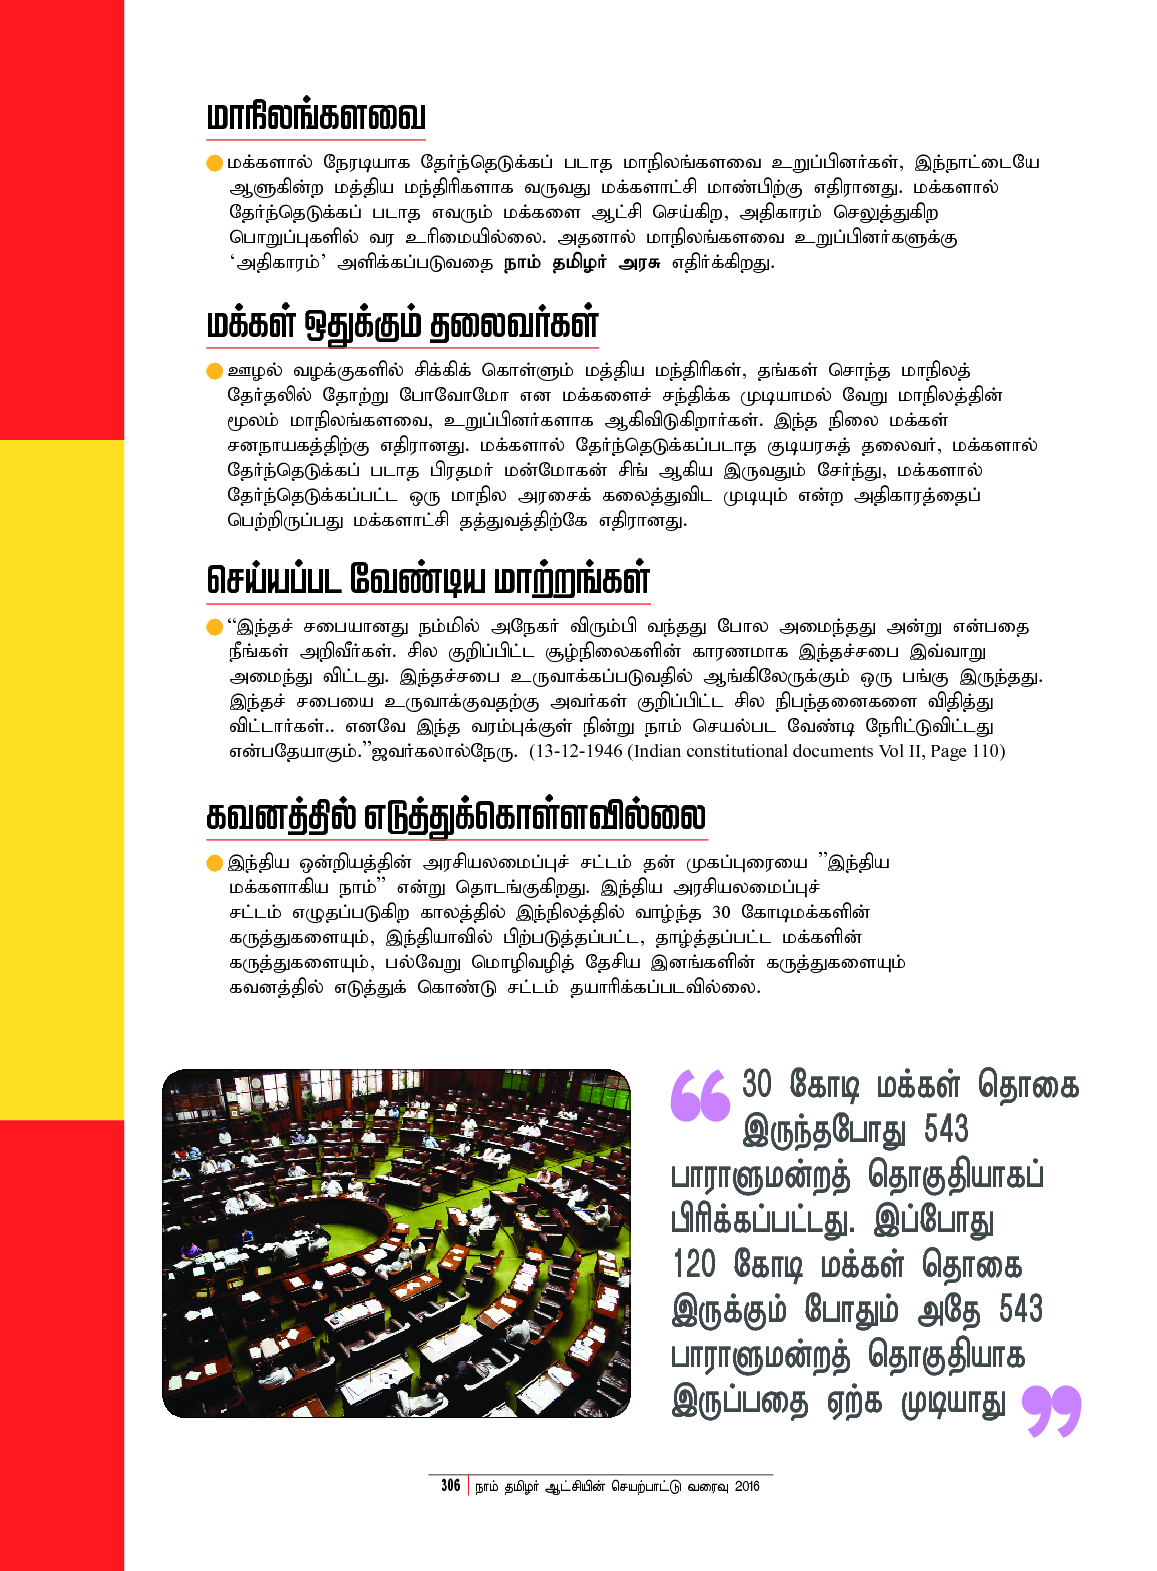 மாநிலங்களவை
மக்களால் நேரடியாக தேர்ந்தெடுக்கப் படாத மாநிலங்களவை உறுப்பினர்கள், இந்நாட்டையே
ஆளுகின்ற மத்திய மந்திரிகளாக வருவது மக்களாட்சி மாண்பிற்கு எதிரானது. மக்களால்
தேர்ந்தெடுக்கப் படாத எவரும் மக்களை ஆட்சி செய்கிற, அதிகாரம் செலுத்துகிற
பொறுப்புகளில் வர உரிமையில்லை. அதனால் மாநிலங்களவை உறுப்பினர்களுக்கு
‘அதிகாரம்’ அளிக்கப்படுவதை நாம் தமிழர் அரசு எதிர்க்கிறது.
மக்கள் ஒதுக்கும் தலைவர்கள்
ஊழல் வழக்குகளில் சிக்கிக் கொள்ளும் மத்திய மந்திரிகள், தங்கள் சொந்த மாநிலத்
தேர்தலில் தோற்று போவோமோ என மக்களைச் சந்திக்க முடியாமல் வேறு மாநிலத்தின்
மூலம் மாநிலங்களவை, உறுப்பினர்களாக ஆகிவிடுகிறார்கள். இந்த நிலை மக்கள்
சனநாயகத்திற்கு எதிரானது. மக்களால் தேர்ந்தெடுக்கப்படாத குடியரசுத் தலைவர், மக்களால்
தேர்ந்தெடுக்கப் படாத பிரதமர் மன்மோகன் சிங் ஆகிய இருவதும் சேர்ந்து, மக்களால்
தேர்ந்தெடுக்கப்பட்ட ஒரு மாநில அரசைக் கலைத்துவிட முடியும் என்ற அதிகாரத்தைப்
பெற்றிருப்பது மக்களாட்சி தத்துவத்திற்கே எதிரானது.
செய்யப்பட வேண்டிய மாற்றங்கள்
“இந்தச் சபையானது நம்மில் அநேகர் விரும்பி வந்தது போல அமைந்தது அன்று என்பதை
நீங்கள் அறிவீர்கள். சில குறிப்பிட்ட சூழ்நிலைகளின் காரணமாக இந்தச்சபை இவ்வாறு
அமைந்து விட்டது. இந்தச்சபை உருவாக்கப்படுவதில் ஆங்கிலேருக்கும் ஒரு பங்கு இருந்தது.
இந்தச் சபையை உருவாக்குவதற்கு அவர்கள் குறிப்பிட்ட சில நிபந்தனைகளை விதித்து
விட்டார்கள்.. எனவே இந்த வரம்புக்குள் நின்று நாம் செயல்பட வேண்டி நேரிட்டுவிட்டது
என்பதேயாகும்.”ஜவர்கலால்நேரு. (13-12-1946 (Indian constitutional documents Vol II, Page 110)
கவனத்தில் எடுத்துக்கொள்ளவில்லை
இந்திய ஒன்றியத்தின் அரசியலமைப்புச் சட்டம் தன் முகப்புரையை ”இந்திய
மக்களாகிய நாம்” என்று தொடங்குகிறது. இந்திய அரசியலமைப்புச்
சட்டம் எழுதப்படுகிற காலத்தில் இந்நிலத்தில் வாழ்ந்த 30 கோடிமக்களின்
கருத்துகளையும், இந்தியாவில் பிற்படுத்தப்பட்ட, தாழ்த்தப்பட்ட மக்களின்
கருத்துகளையும், பல்வேறு மொழிவழித் தேசிய இனங்களின் கருத்துகளையும்
கவனத்தில் எடுத்துக் கொண்டு சட்டம் தயாரிக்கப்படவில்லை.
“30 கோடி மக்கள் தொகை
இருந்தபோது 543
பாராளுமன்றத் தொகுதியாகப்
பிரிக்கப்பட்டது. இப்போது
120 கோடி மக்கள் தொகை
இருக்கும் போதும் அதே 543
பாராளுமன்றத் தொகுதியாக
இருப்பதை ஏற்க முடியாது”
306 நாம் தமிழர் ஆட்சியின் செயற்பாட்டு வரைவு 2016